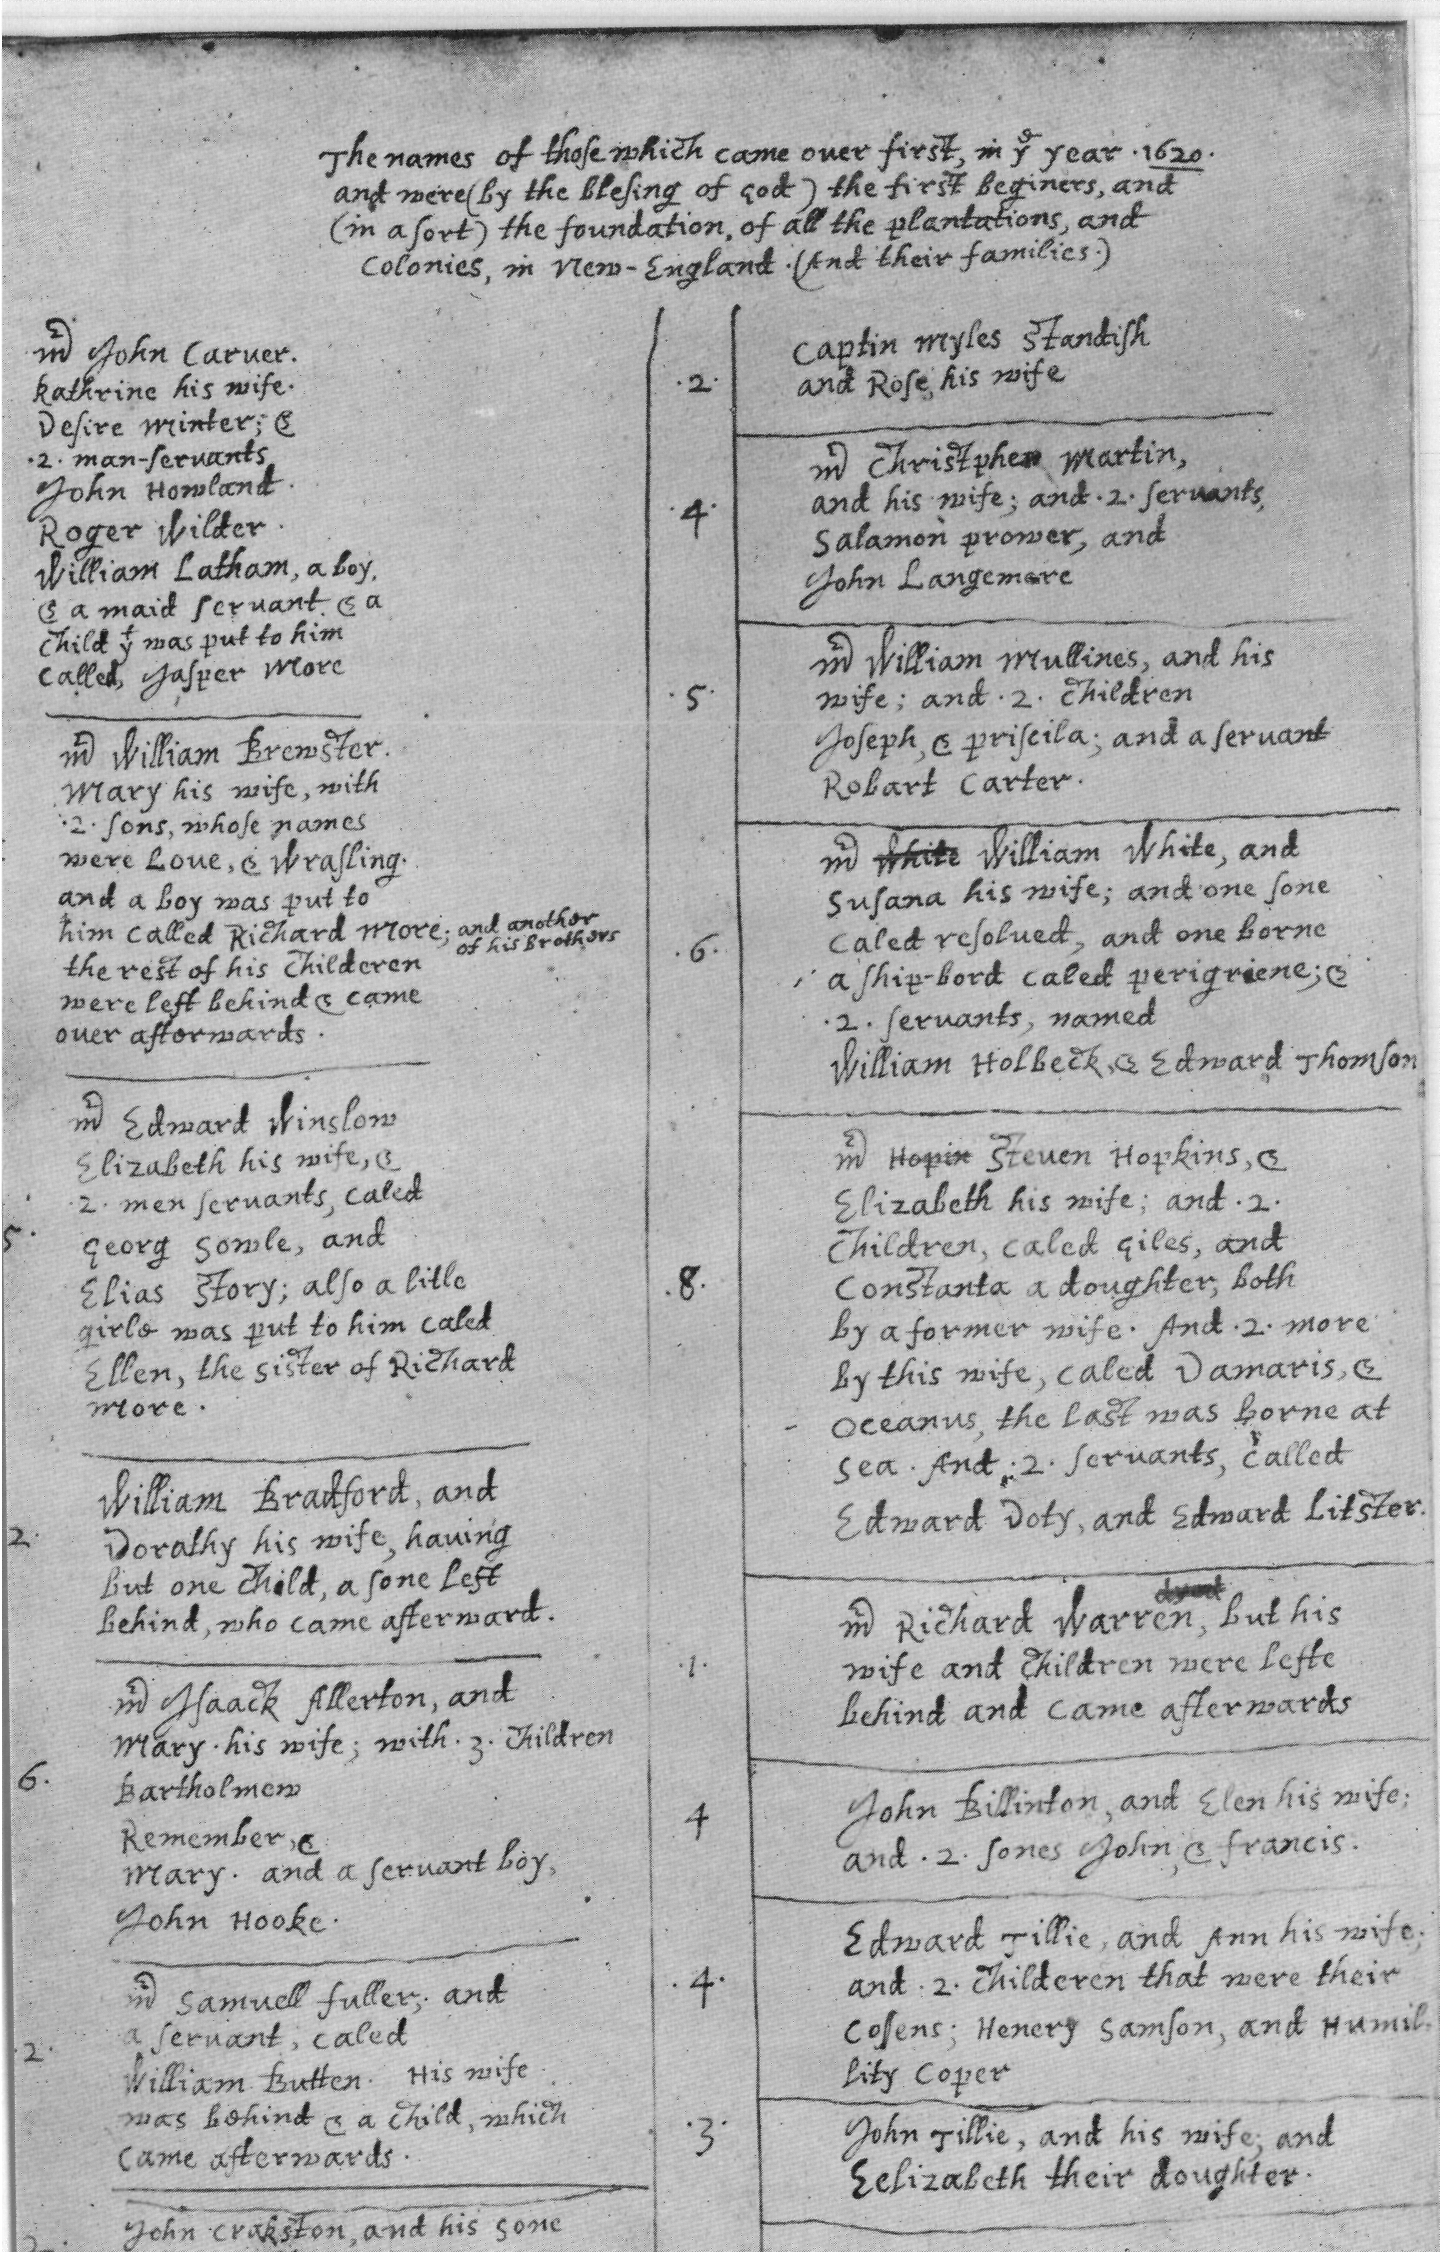 The names of those which came over first, in yᵉ year ·1620·
and were (by the blesing of god) the first beginers, and
(in a sort) the foundation, of all the plantations, and
Colonies, in New-England · (And their families·)
mʳ John Carver.
Kathrine his wife·
Desire Minter; &
·2· man-servants
John Howland ·
Roger Wilder ·
William Latham, a boy,
& a maid servant. & a
child yᵗ was put to him
called, Jasper More
mʳ William Brewster.
Mary his wife, with
·2· sons, whose names
were Love, & Wrasling·
and a boy was put to
him called Richard More; and another
of his Brothers
the rest of his childeren
were left behind & came
over afterwards ·
5·
mʳ Edward Winslow
Elizabeth his wife, &
·2· men servants, caled
Georg Sowle, and
Elias Story; also a litle
girle was put to him caled
Ellen, the sister of Richard
More ·
2·
William Bradford, and
Dorathy his wife, having
but one child, a sone left
behind, who came afterward.
6·
mʳ Isaack Allerton, and
Mary · his wife; with ·3· children
Bartholmew
Remember, &
Mary · and a servant boy,
John Hooke ·
·2·
mʳ Samuell Fuller; and
a servant, caled
William Butten · His wife
was behind & a child, which
came afterwards ·
John Crakston, and his sone
·2·
Captin Myles Standish
and Rose, his wife
·4·
mʳ Christpher Martin,
and his wife; and ·2· servants,
Salamon prower, and
John Langemore
·5·
mʳ William Mullines, and his
wife; and ·2· children
Joseph, & priscila; and a servant
Robart Carter ·
·6·
mʳ White William White, and
Susana his wife; and one sone
caled resolved, and one borne
a ship-bord caled perigriene; &
·2· servants, named
William Holbeck, & Edward Thomson
·8·
mʳ Hopin Steven Hopkins, &
Elizabeth his wife; and ·2·
children, caled Giles, and
Constanta a doughter, both
by a former wife · And ·2· more
by this wife, caled Damaris, &
Oceanus, the last was borne at
sea · And ·2· servants, called
Edward Doty, and Edward Litster.
·1·
dyed
mʳ Richard Warren, but his
wife and children were lefte
behind and came afterwards
4
John Billinton, and Elen his wife;
and ·2· sones John, & Francis.
·4·
Edward Tillie, and Ann his wife;
and ·2· childeren that were their
cosens; Henery Samson, and Humil-
lity Coper
·3·
John Tillie, and his wife; and
Eelizabeth their doughter ·